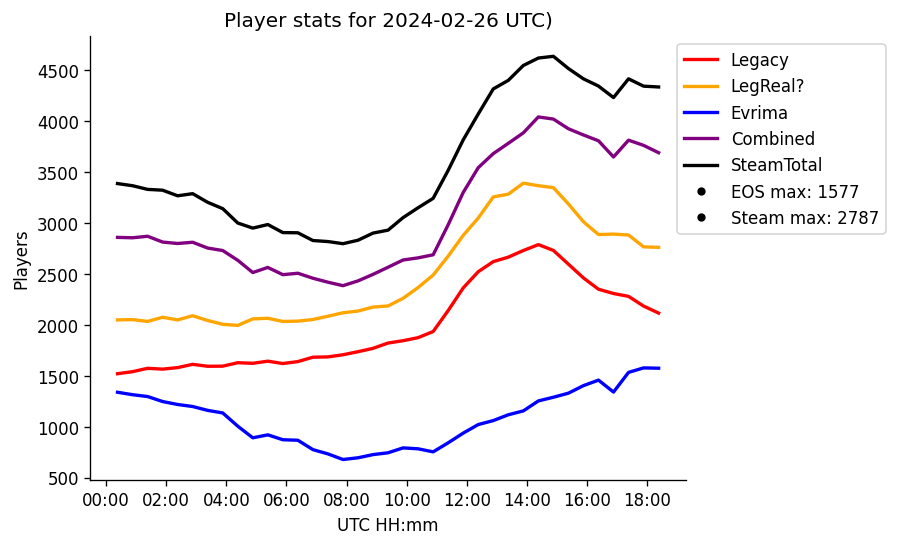 Player stats for 2024-02-26 UTC)
Legacy
LegReal?
Evrima
Combined
SteamTotal
EOS max: 1577
Steam max: 2787
Players
4500
4000
3500
3000
2500
2000
1500
1000
500
00:00 02:00 04:00 06:00 08:00 10:00 12:00 14:00 16:00 18:00
UTC HH:mm